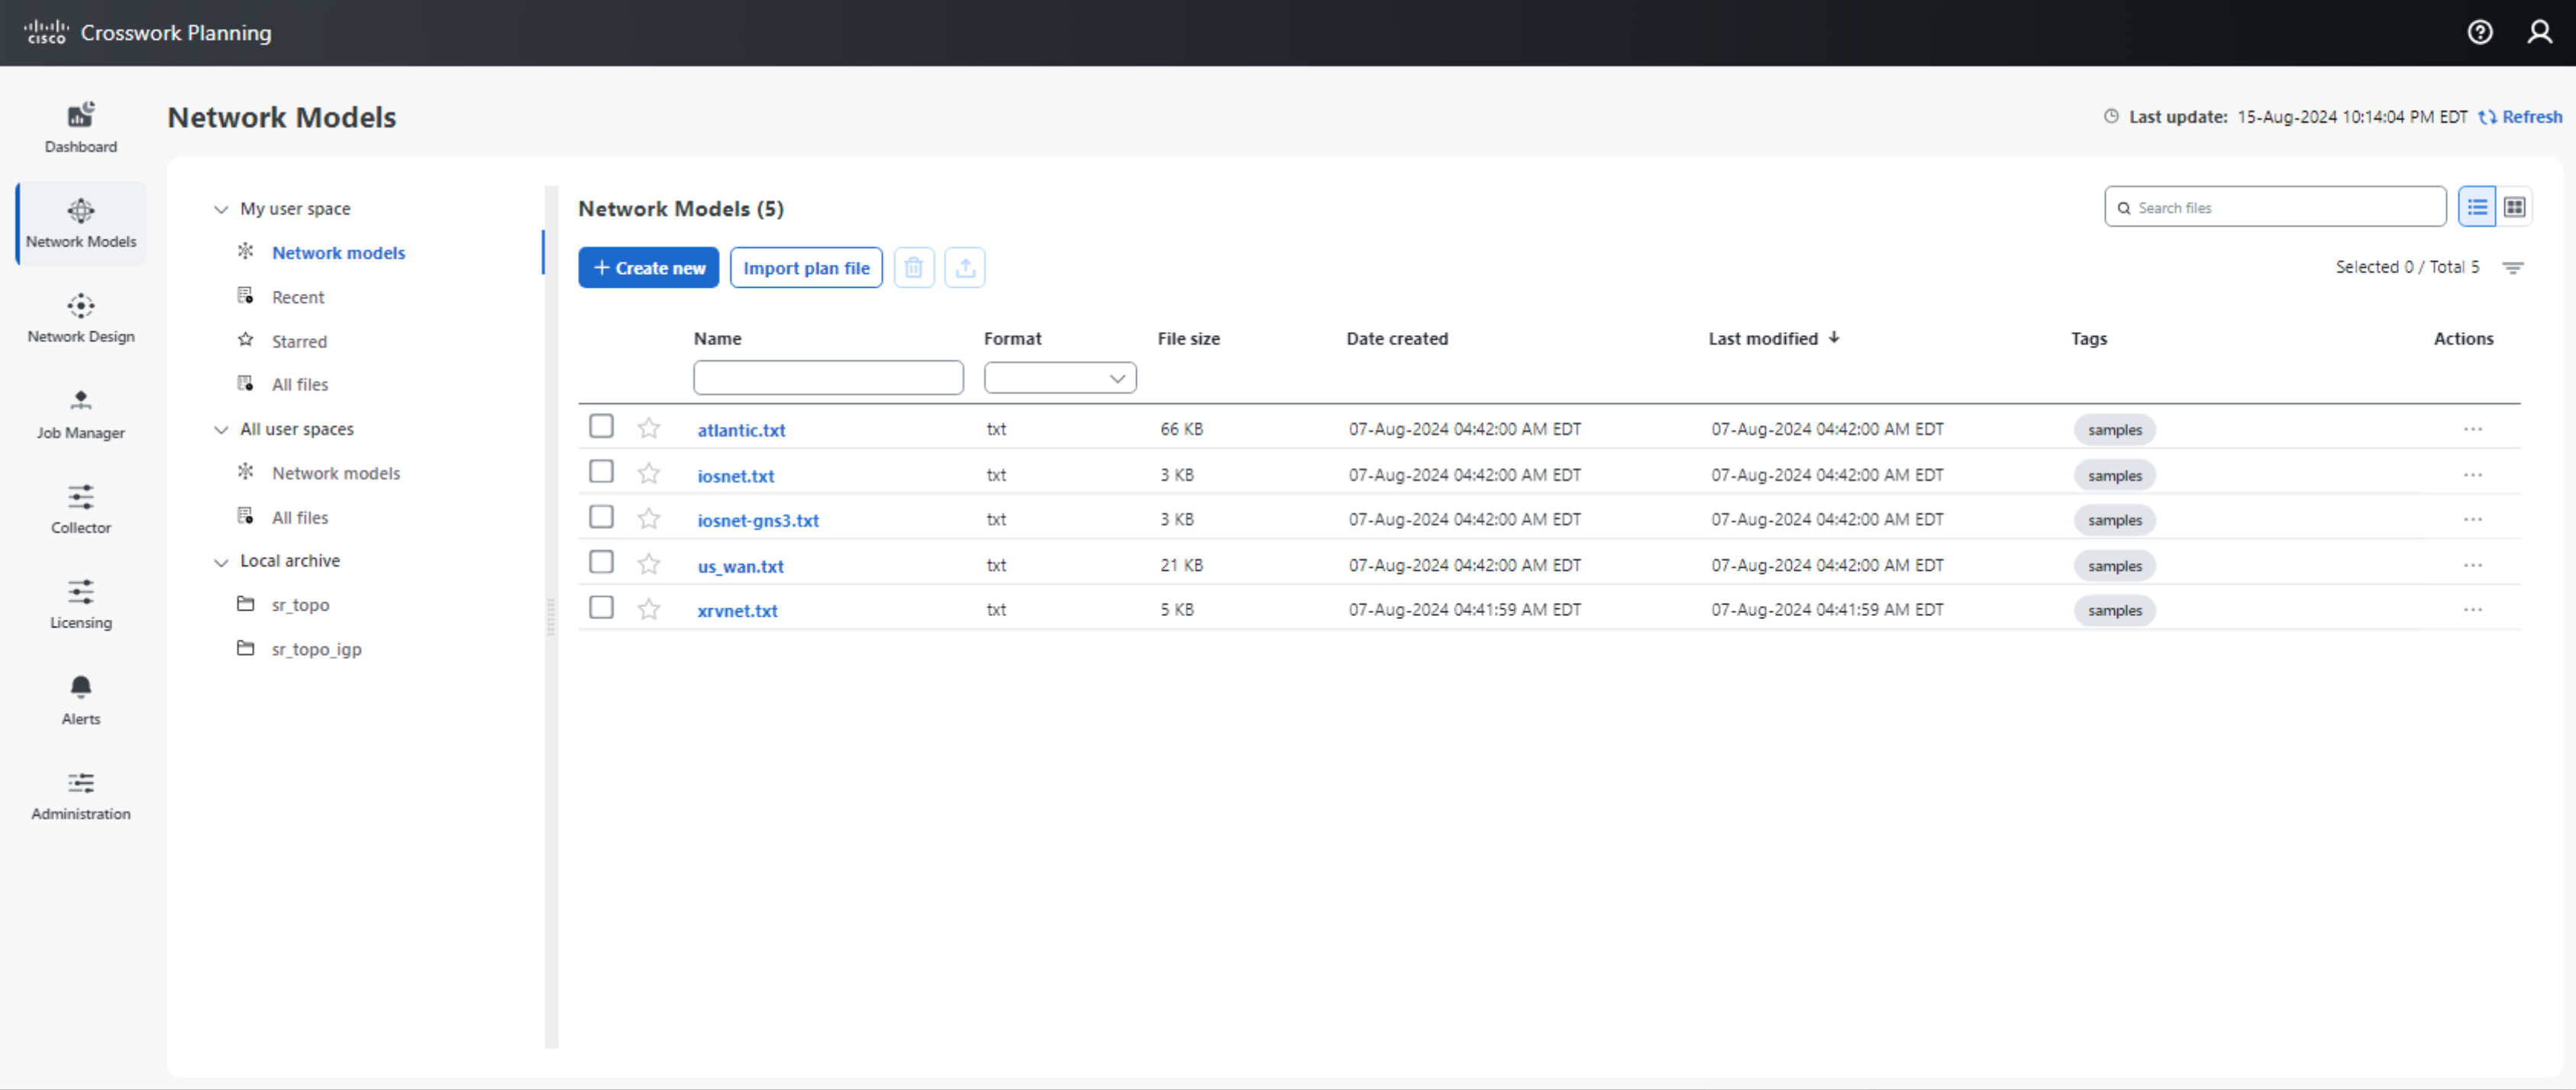 cisco Crosswork Planning
Network Models
Last update: 15-Aug-2024 10:14:04 PM EDT Refresh
Dashboard
Network Models
Network Design
Job Manager
Collector
Licensing
Alerts
Administration
My user space
Network models
Recent
Starred
All files
All user spaces
Network models
All files
Local archive
sr_topo
sr_topo_igp
Network Models (5)
Search files
+ Create new Import plan file
Selected 0 / Total 5
Name Format File size Date created Last modified Tags Actions
atlantic.txt txt 66 KB 07-Aug-2024 04:42:00 AM EDT 07-Aug-2024 04:42:00 AM EDT samples ...
iosnet.txt txt 3 KB 07-Aug-2024 04:42:00 AM EDT 07-Aug-2024 04:42:00 AM EDT samples ...
iosnet-gns3.txt txt 3 KB 07-Aug-2024 04:42:00 AM EDT 07-Aug-2024 04:42:00 AM EDT samples ...
us_wan.txt txt 21 KB 07-Aug-2024 04:42:00 AM EDT 07-Aug-2024 04:42:00 AM EDT samples ...
xrvnet.txt txt 5 KB 07-Aug-2024 04:41:59 AM EDT 07-Aug-2024 04:41:59 AM EDT samples ...